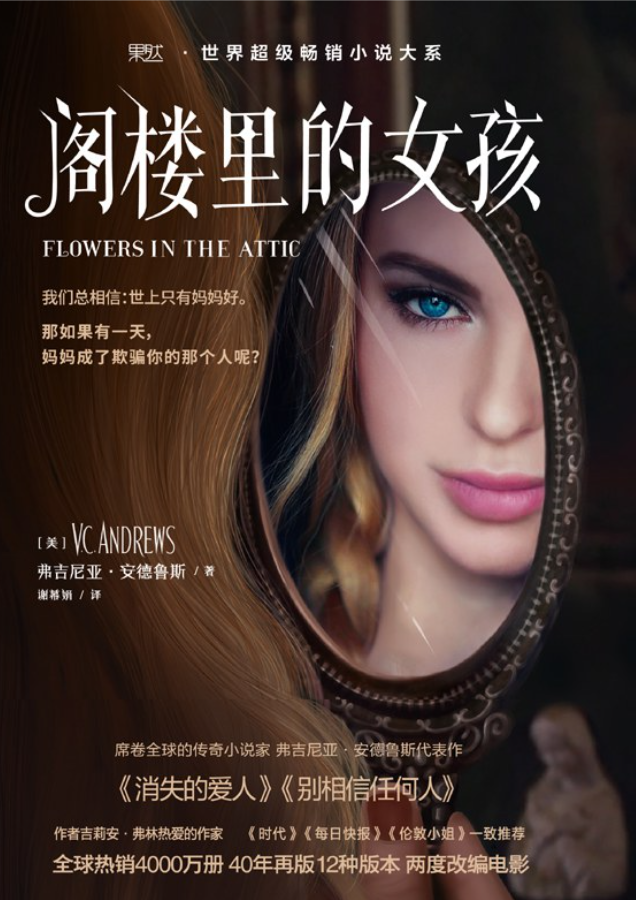 果然·世界超级畅销小说大系
阁楼里的女孩
FLOWERS IN THE ATTIC
我们总相信:世上只有妈妈好。
那如果有一天,
妈妈成了欺骗你的那个人呢?
[美] V.C. ANDREWS
弗吉尼亚·安德鲁斯 / 著
谢幕娟 / 译
席卷全球的传奇小说家 弗吉尼亚·安德鲁斯代表作
《消失的爱人》《别相信任何人》
作者吉莉安·弗林热爱的作家 《时代》《每日快报》《伦敦小姐》一致推荐
全球热销4000万册 40年再版12种版本 两度改编电影